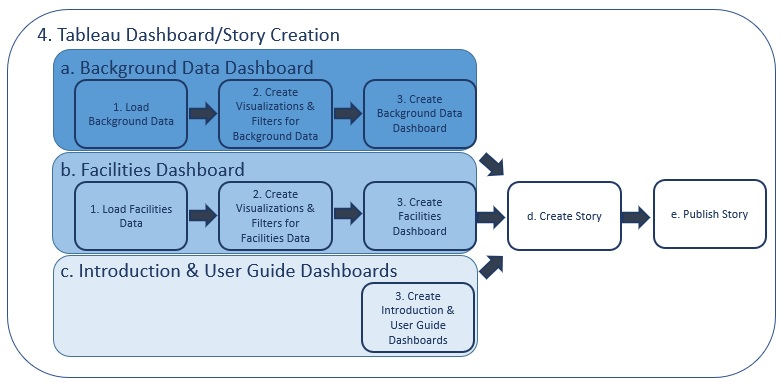 4. Tableau Dashboard/Story Creation
a. Background Data Dashboard
1. Load
Background Data
2. Create
Visualizations &
Filters for
Background Data
3. Create
Background Data
Dashboard
b. Facilities Dashboard
1. Load Facilities
Data
2. Create
Visualizations &
Filters for
Facilities Data
3. Create
Facilities
Dashboard
c. Introduction & User Guide Dashboards
3. Create
Introduction &
User Guide
Dashboards
d. Create Story
e. Publish Story